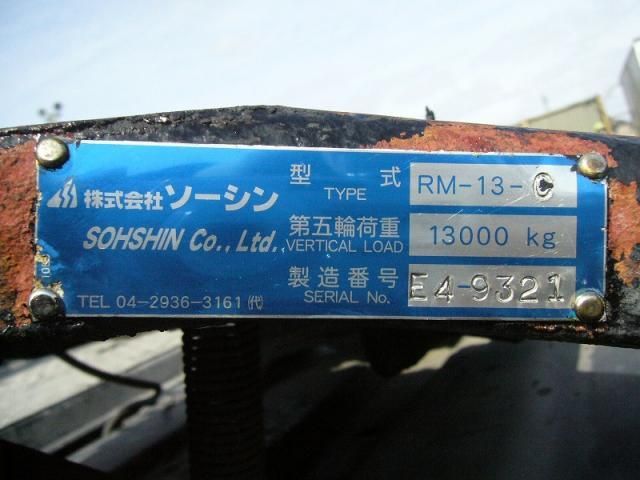 株式会社 ソーシン
SOHSHIN Co., Ltd.
TEL 04-2936-3161 (代)
型 式 RM-13-C
TYPE
第五輪荷重 13000 kg
VERTICAL LOAD
製造番号 E4-9321
SERIAL No.